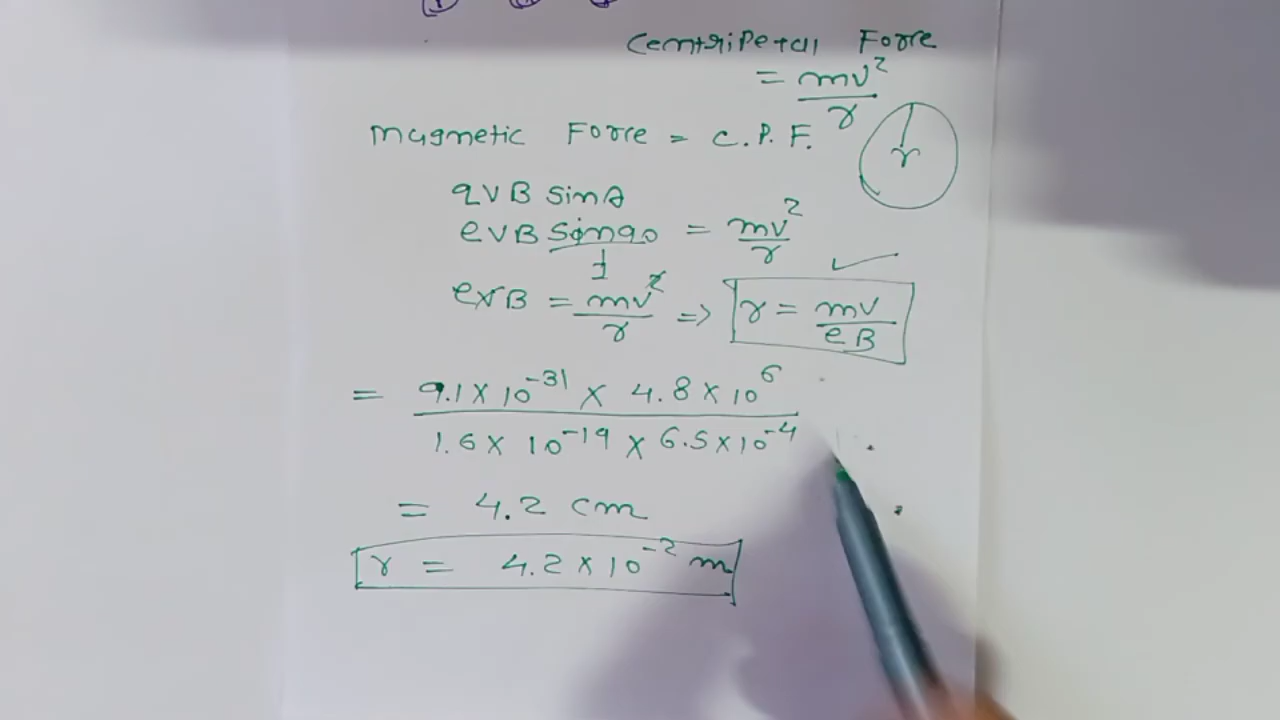 Centripetal Force
= mv²/r
Magnetic Force = C.P.F.
r
qVB sinθ
eVB sin90 = mv²/r
1
evB = mv²/r => r = mv/eB
= 9.1 × 10⁻³¹ × 4.8 × 10⁶ / 1.6 × 10⁻¹⁹ × 6.5 × 10⁻⁴
= 4.2 cm
r = 4.2 × 10⁻² m